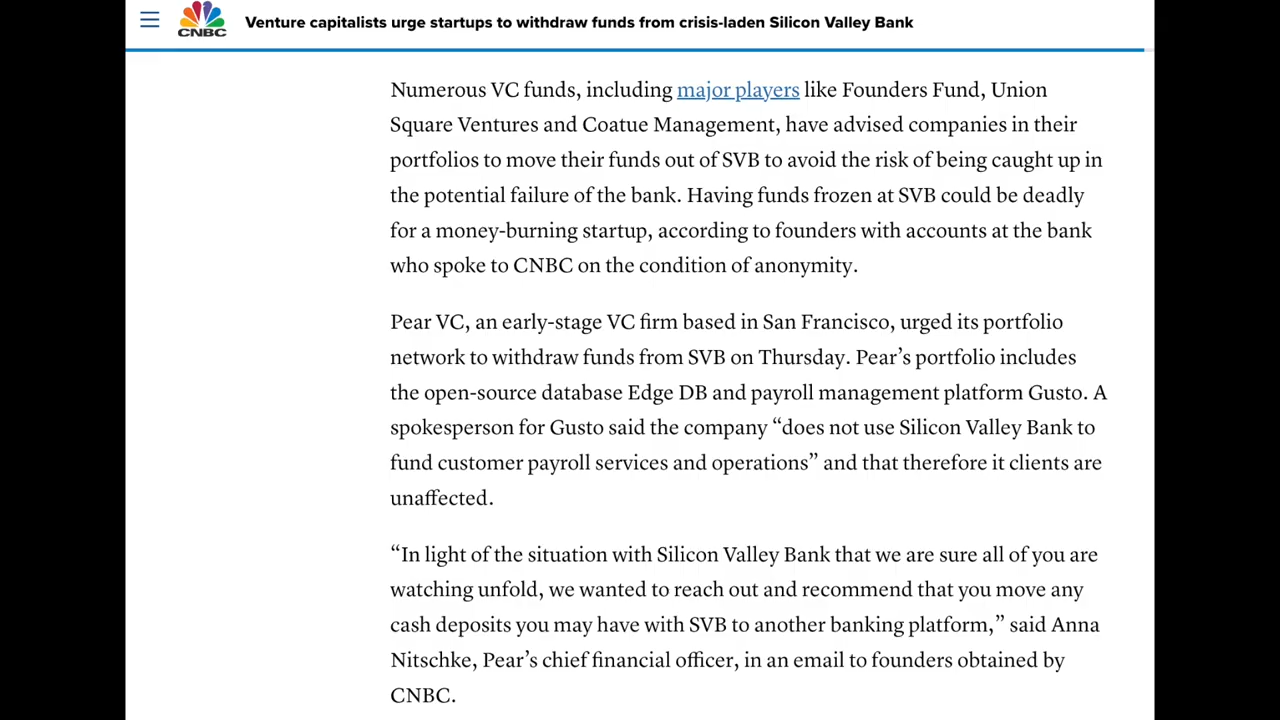 Venture capitalists urge startups to withdraw funds from crisis-laden Silicon Valley Bank
CNBC
Numerous VC funds, including major players like Founders Fund, Union
Square Ventures and Coatue Management, have advised companies in their
portfolios to move their funds out of SVB to avoid the risk of being caught up in
the potential failure of the bank. Having funds frozen at SVB could be deadly
for a money-burning startup, according to founders with accounts at the bank
who spoke to CNBC on the condition of anonymity.
Pear VC, an early-stage VC firm based in San Francisco, urged its portfolio
network to withdraw funds from SVB on Thursday. Pear’s portfolio includes
the open-source database Edge DB and payroll management platform Gusto. A
spokesperson for Gusto said the company “does not use Silicon Valley Bank to
fund customer payroll services and operations” and that therefore it clients are
unaffected.
“In light of the situation with Silicon Valley Bank that we are sure all of you are
watching unfold, we wanted to reach out and recommend that you move any
cash deposits you may have with SVB to another banking platform,” said Anna
Nitschke, Pear’s chief financial officer, in an email to founders obtained by
CNBC.